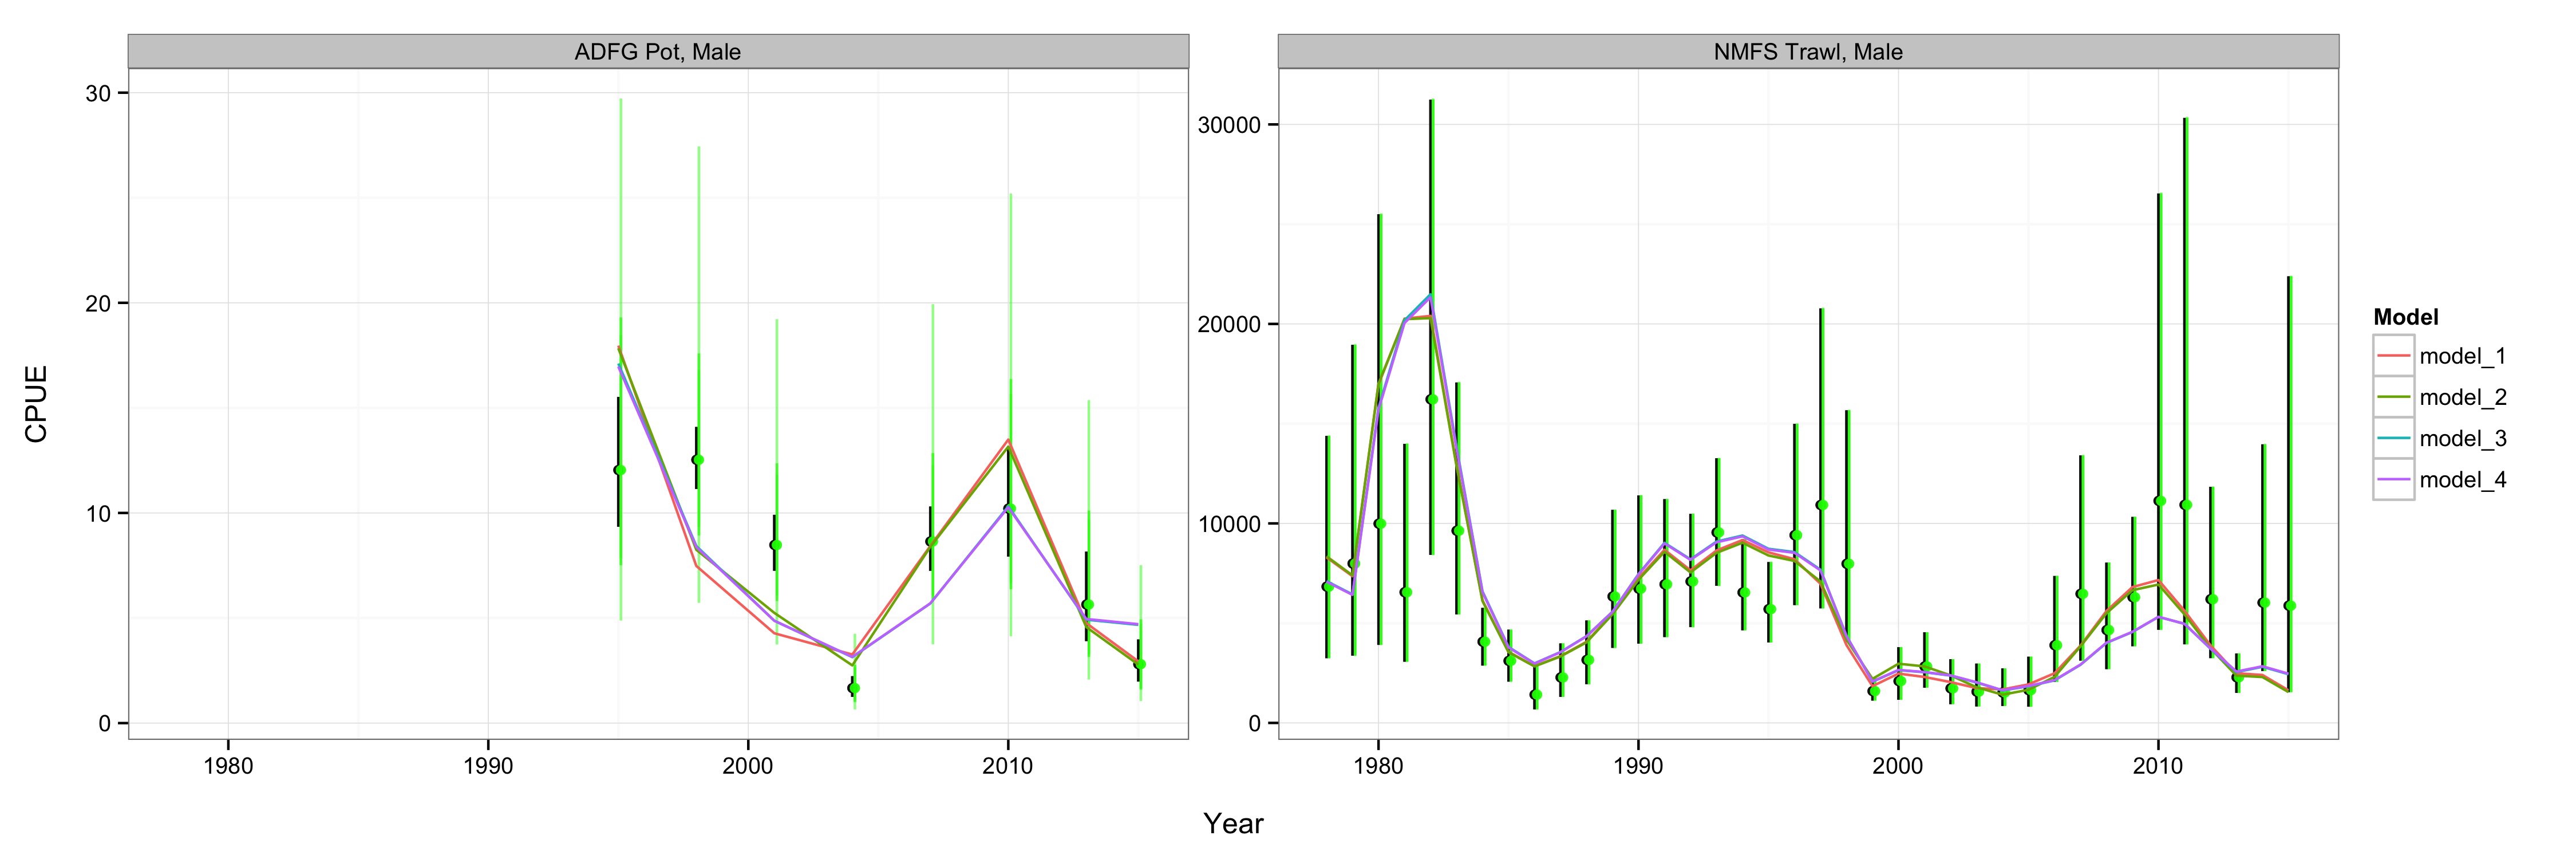 ADFG Pot, Male
NMFS Trawl, Male
30
20
10
0
30000
20000
10000
0
CPUE
1980
1990
2000
2010
1980
1990
2000
2010
Year
Model
model_1
model_2
model_3
model_4